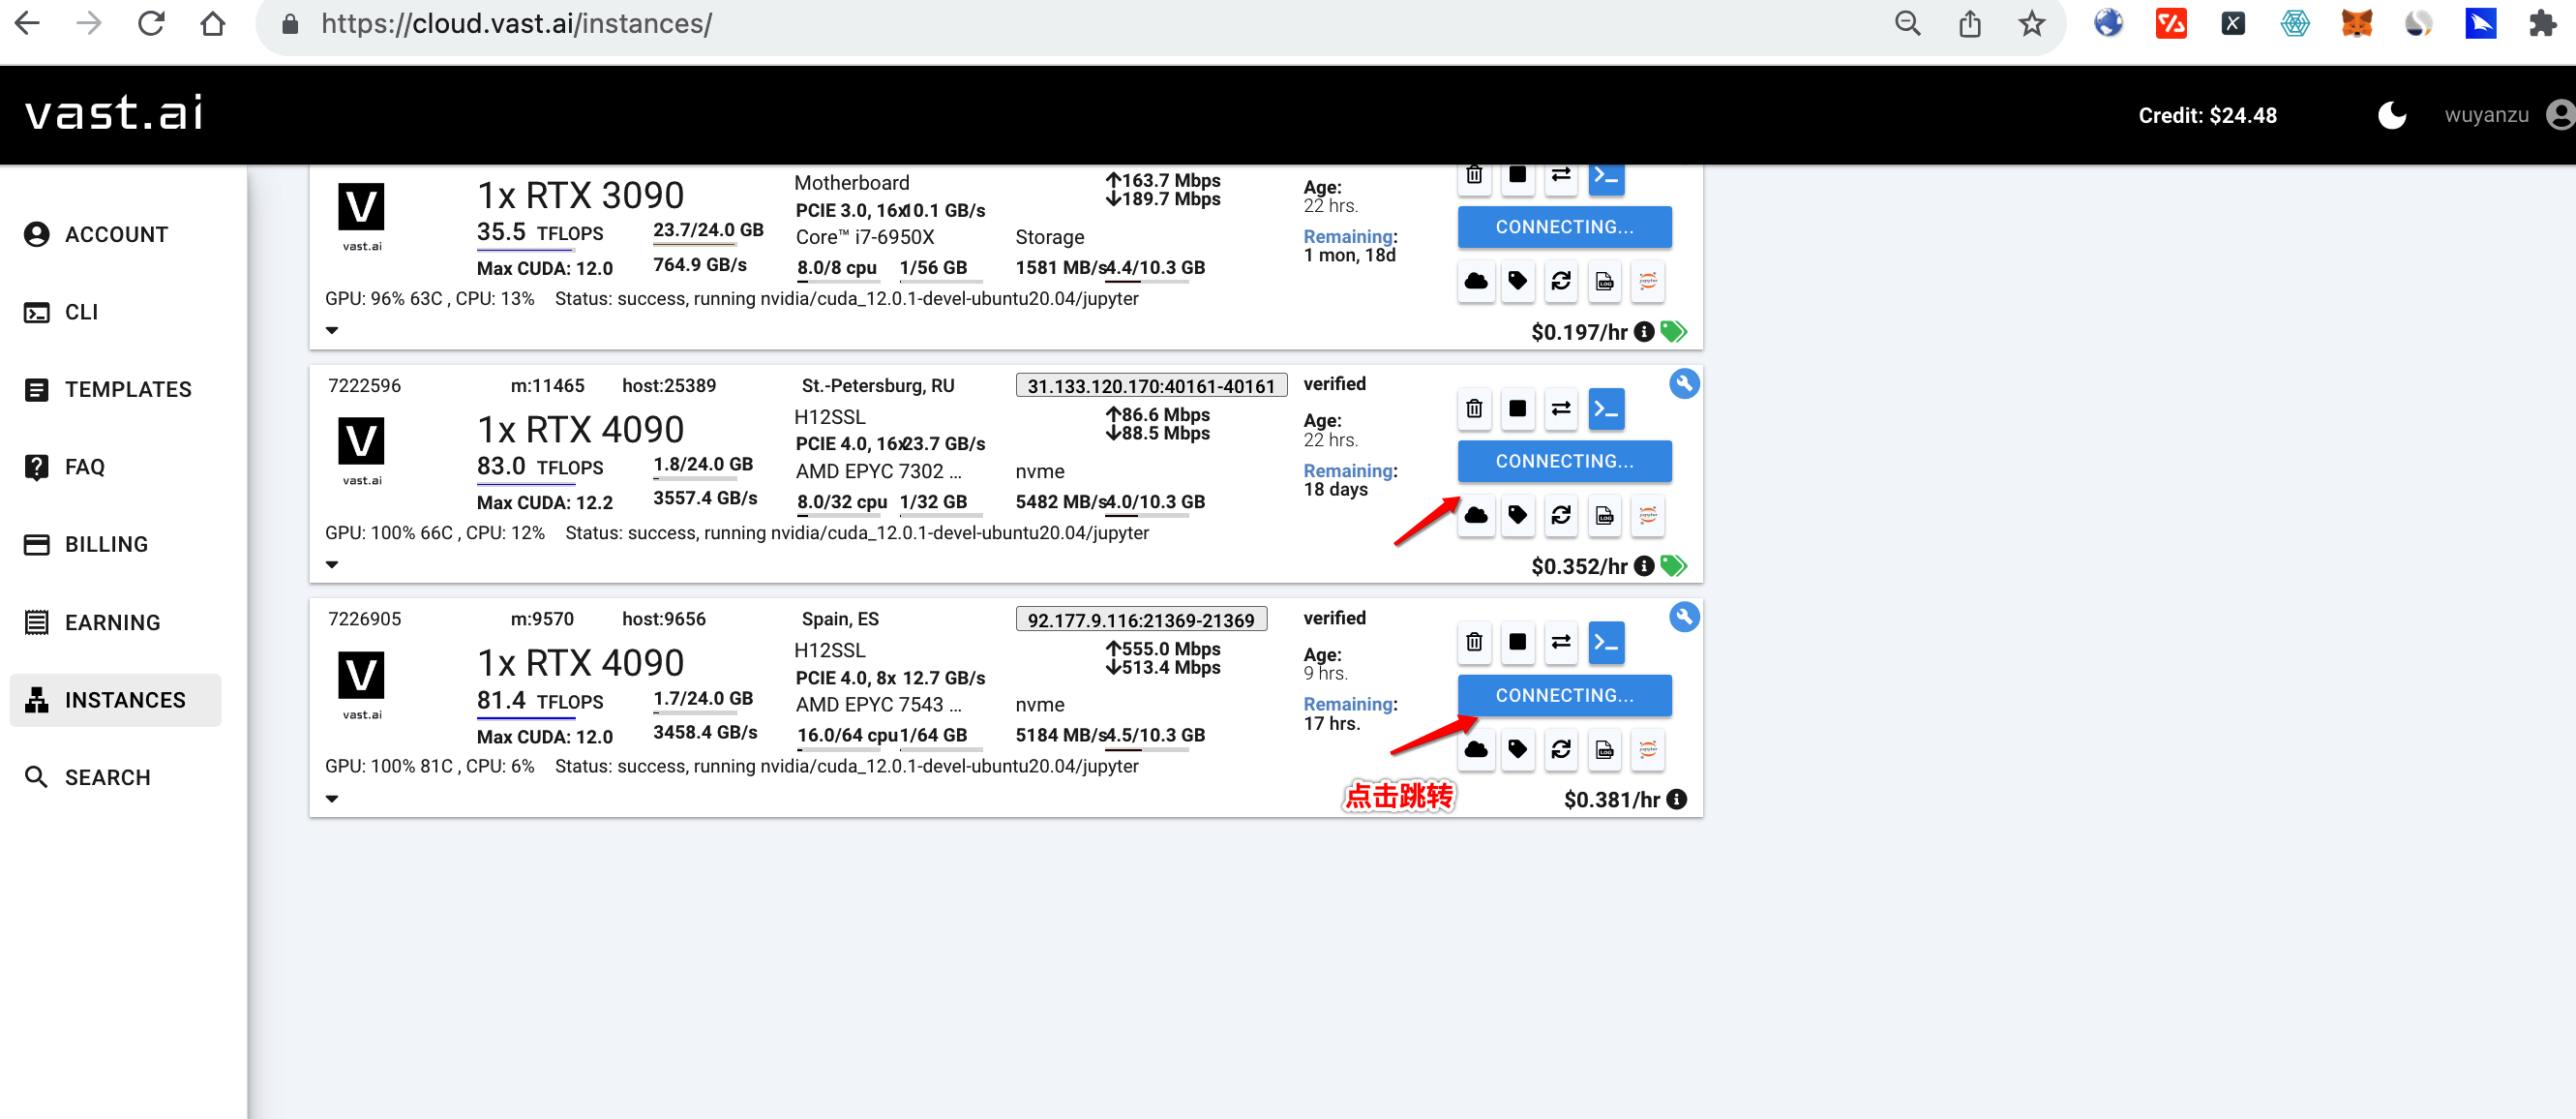 https://cloud.vast.ai/instances/
vast.ai
Credit: $24.48
wuyanzu
ACCOUNT
CLI
TEMPLATES
FAQ
BILLING
EARNING
INSTANCES
SEARCH
V
vast.ai
1x RTX 3090
35.5 TFLOPS
Max CUDA: 12.0
23.7/24.0 GB
764.9 GB/s
Motherboard
PCIE 3.0, 16x 10.1 GB/s
Core™ i7-6950X
8.0/8 cpu 1/56 GB
↑163.7 Mbps
↓189.7 Mbps
Storage
1581 MB/s 4.4/10.3 GB
Age:
22 hrs.
Remaining:
1 mon, 18d
CONNECTING...
LOG
jupyter
GPU: 96% 63C , CPU: 13% Status: success, running nvidia/cuda_12.0.1-devel-ubuntu20.04/jupyter
$0.197/hr
7222596 m:11465 host:25389 St.-Petersburg, RU 31.133.120.170:40161-40161 verified
V
vast.ai
1x RTX 4090
83.0 TFLOPS
Max CUDA: 12.2
1.8/24.0 GB
3557.4 GB/s
H12SSL
PCIE 4.0, 16x 23.7 GB/s
AMD EPYC 7302 ...
8.0/32 cpu 1/32 GB
↑86.6 Mbps
↓88.5 Mbps
nvme
5482 MB/s 4.0/10.3 GB
Age:
22 hrs.
Remaining:
18 days
CONNECTING...
LOG
jupyter
GPU: 100% 66C , CPU: 12% Status: success, running nvidia/cuda_12.0.1-devel-ubuntu20.04/jupyter
$0.352/hr
7226905 m:9570 host:9656 Spain, ES 92.177.9.116:21369-21369 verified
V
vast.ai
1x RTX 4090
81.4 TFLOPS
Max CUDA: 12.0
1.7/24.0 GB
3458.4 GB/s
H12SSL
PCIE 4.0, 8x 12.7 GB/s
AMD EPYC 7543 ...
16.0/64 cpu 1/64 GB
↑555.0 Mbps
↓513.4 Mbps
nvme
5184 MB/s 4.5/10.3 GB
Age:
9 hrs.
Remaining:
17 hrs.
CONNECTING...
LOG
jupyter
GPU: 100% 81C , CPU: 6% Status: success, running nvidia/cuda_12.0.1-devel-ubuntu20.04/jupyter
点击跳转
$0.381/hr